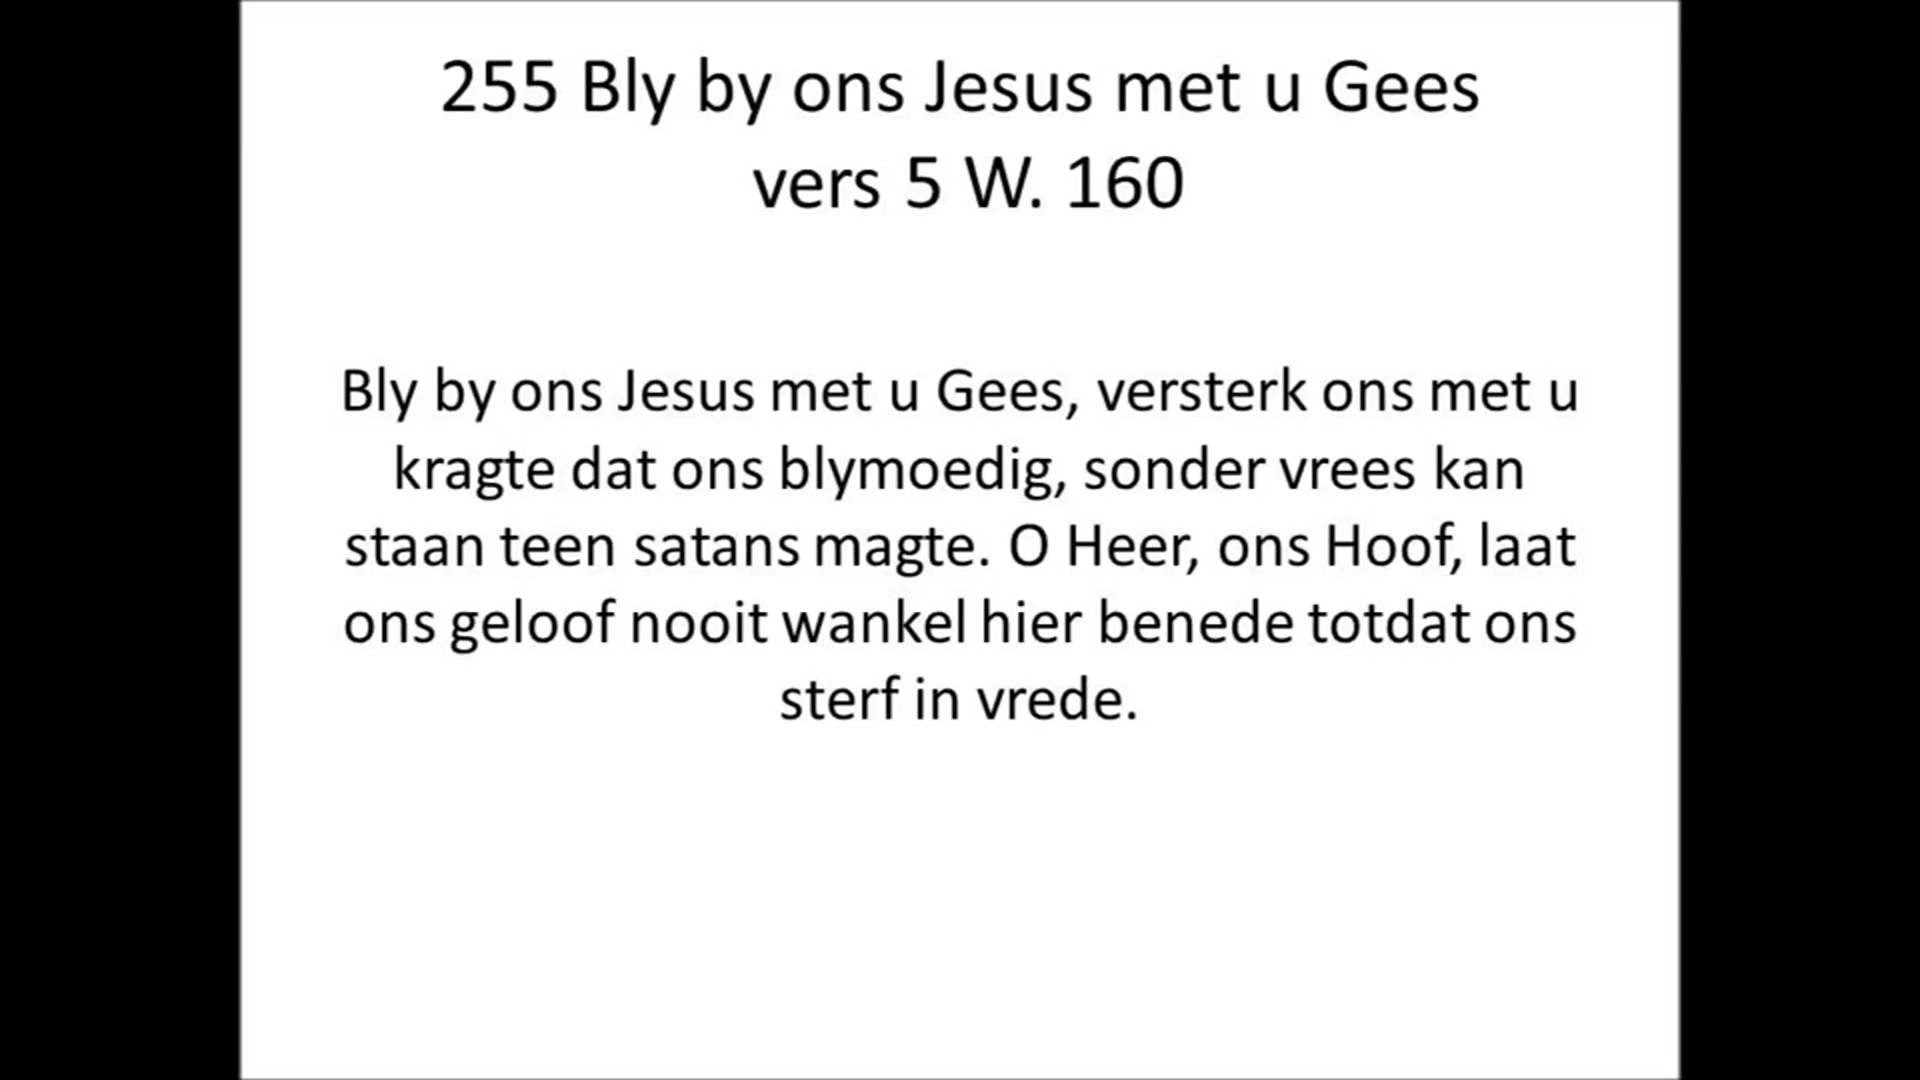 255 Bly by ons Jesus met u Gees
vers 5 W. 160
Bly by ons Jesus met u Gees, versterk ons met u
kragte dat ons blymoedig, sonder vrees kan
staan teen satans magte. O Heer, ons Hoof, laat
ons geloof nooit wankel hier benede totdat ons
sterf in vrede.